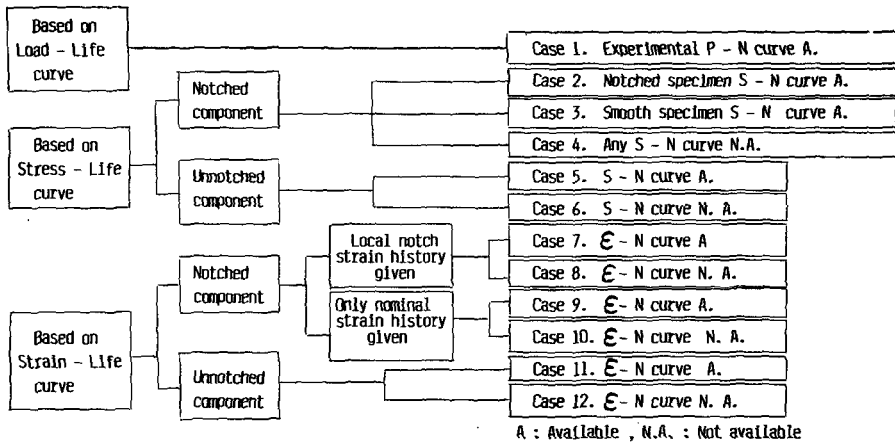 Based on
Load - Life
curve
Case 1. Experimental P - N curve A.
Notched
component
Case 2. Notched specimen S - N curve A.
Case 3. Smooth specimen S - N curve A.
Case 4. Any S - N curve N.A.
Based on
Stress - Life
curve
Unnotched
component
Case 5. S - N curve A.
Case 6. S - N curve N. A.
Local notch
strain history
given
Case 7. Ɛ - N curve A
Case 8. Ɛ - N curve N. A.
Notched
component
Only nominal
strain history
given
Case 9. Ɛ - N curve A.
Case 10. Ɛ - N curve N. A.
Based on
Strain - Life
curve
Unnotched
component
Case 11. Ɛ - N curve A.
Case 12. Ɛ - N curve N. A.
A : Available , N.A. : Not available